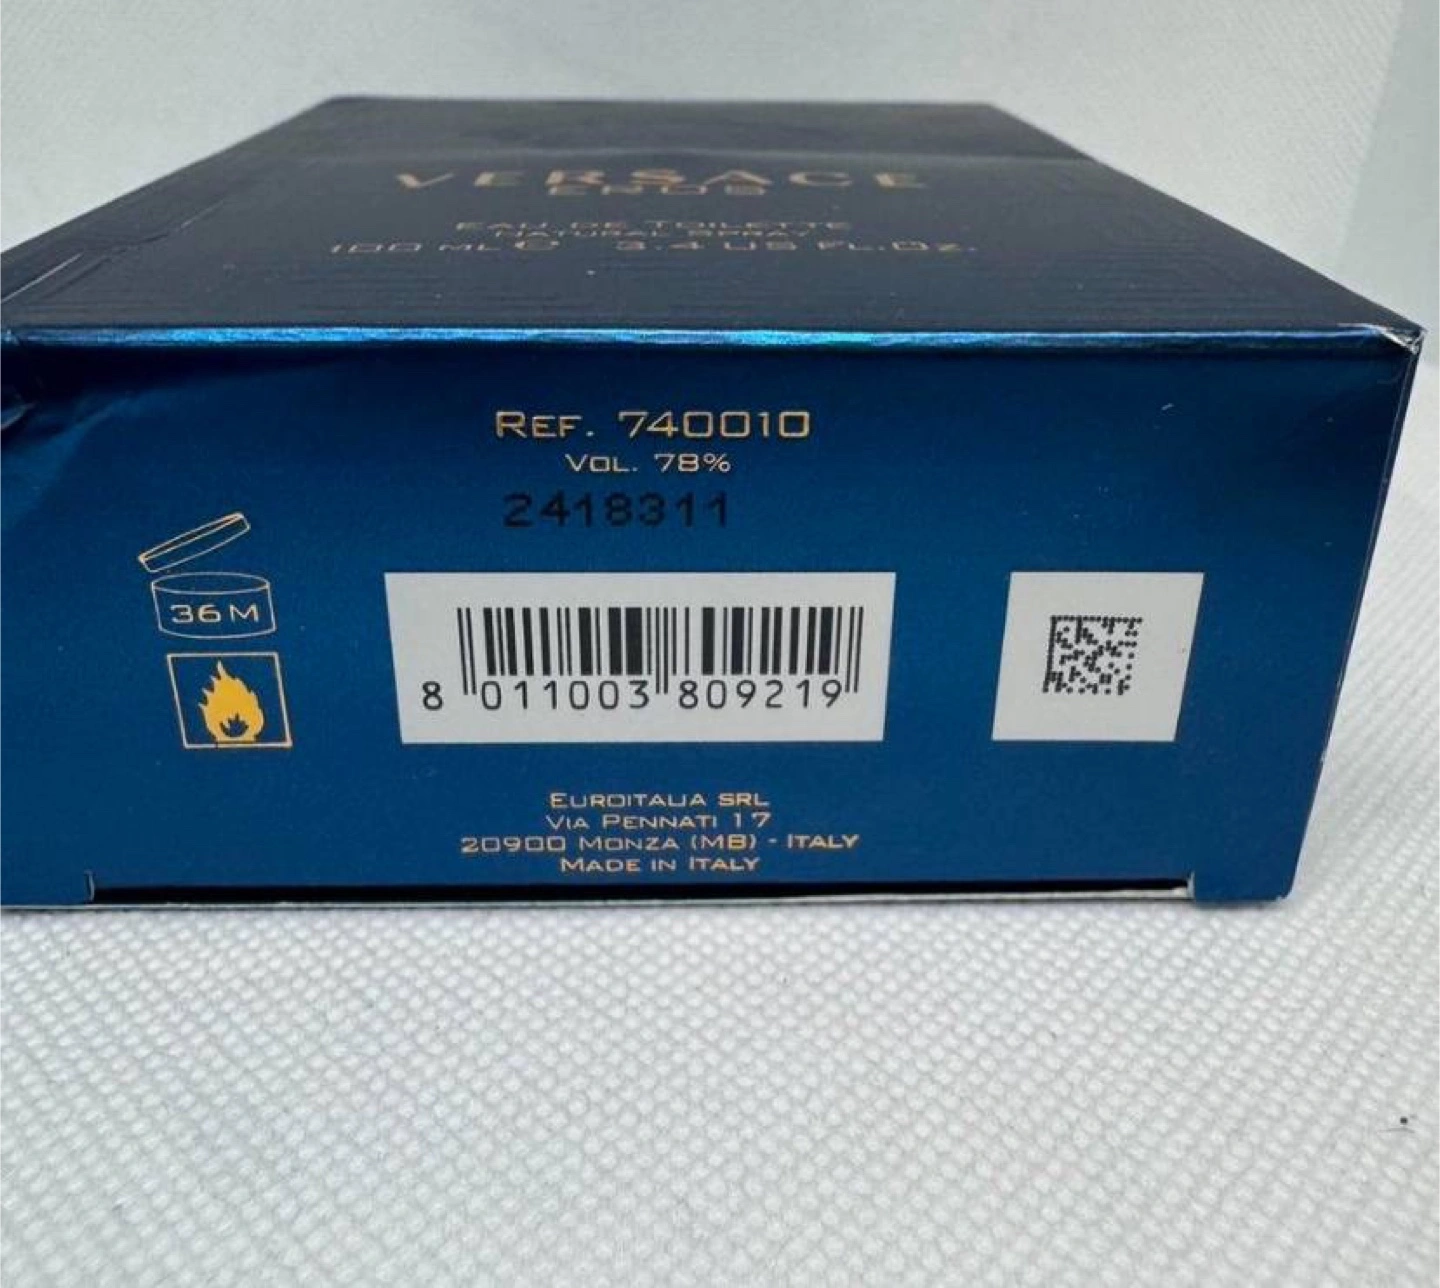 VERSACE
EROS
EAU DE TOILETTE
NATURAL SPRAY
100 ML ℮ 3.4 US FL.OZ.
REF. 740010
VOL. 78%
2418311
36 M
8 011003 809219
EUROITALIA SRL
VIA PENNATI 17
20900 MONZA (MB) - ITALY
MADE IN ITALY